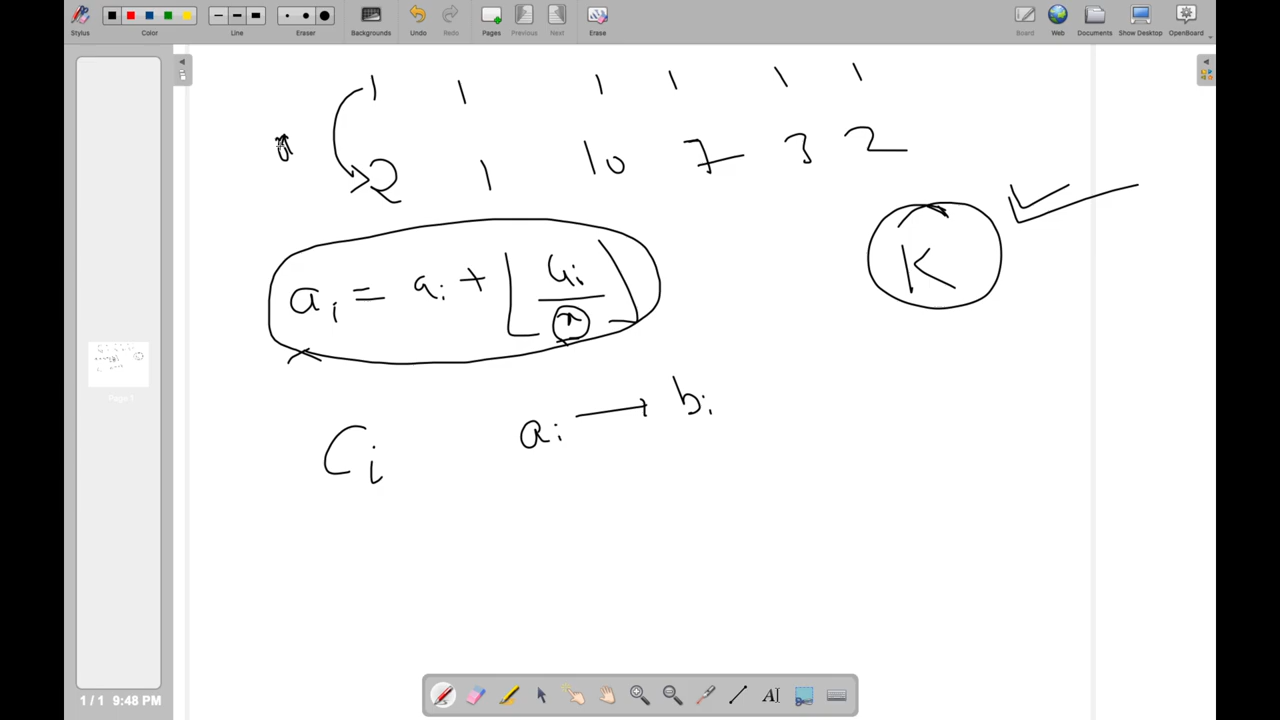 Stylus Color Line Eraser Backgrounds Undo Redo Pages Previous Next Erase Board Web Documents Show Desktop OpenBoard
1 1 1 1 1 1
2 1 10 7 3 2
K
a_i = a_i + ⌊a_i / x⌋
a_i → b_i
C_i
Page 1
1 / 1 9:48 PM